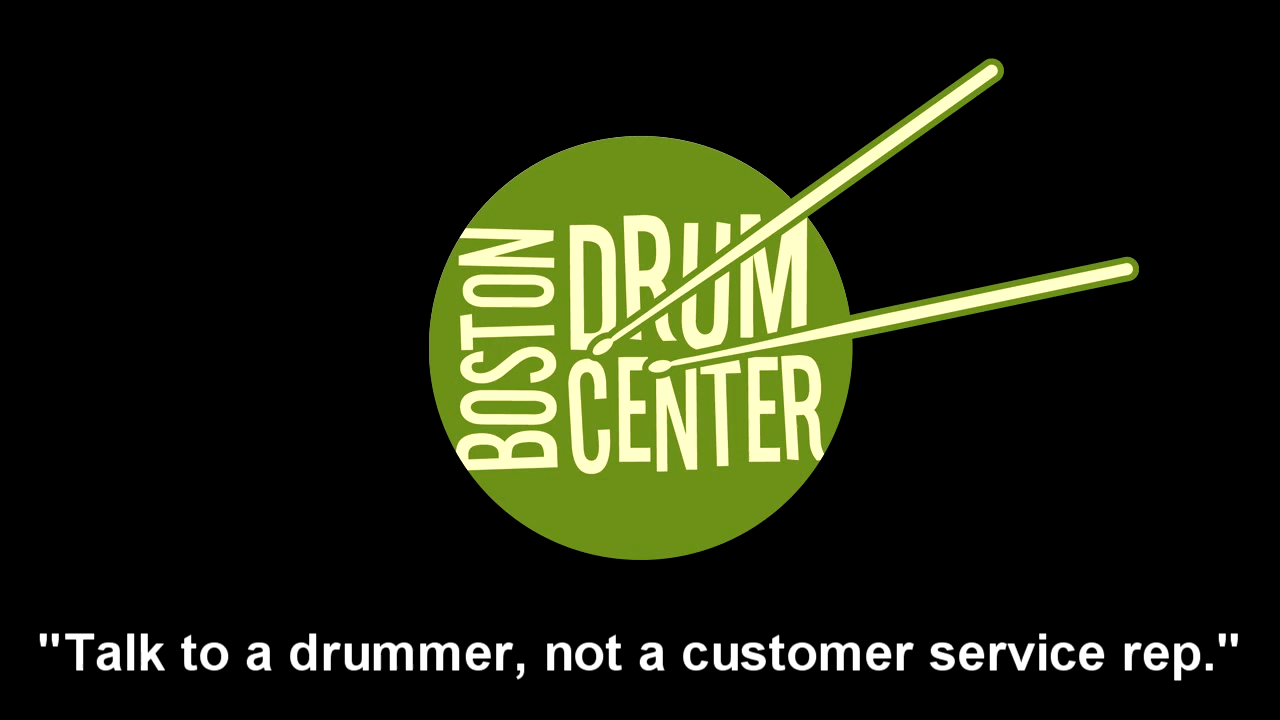 BOSTON
DRUM
CENTER
"Talk to a drummer, not a customer service rep."